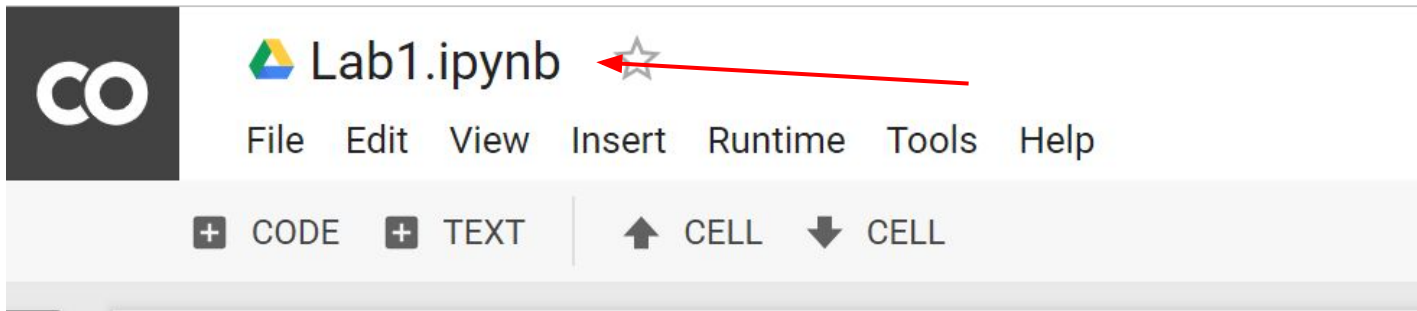 CO
Lab1.ipynb
File Edit View Insert Runtime Tools Help
CODE TEXT CELL CELL